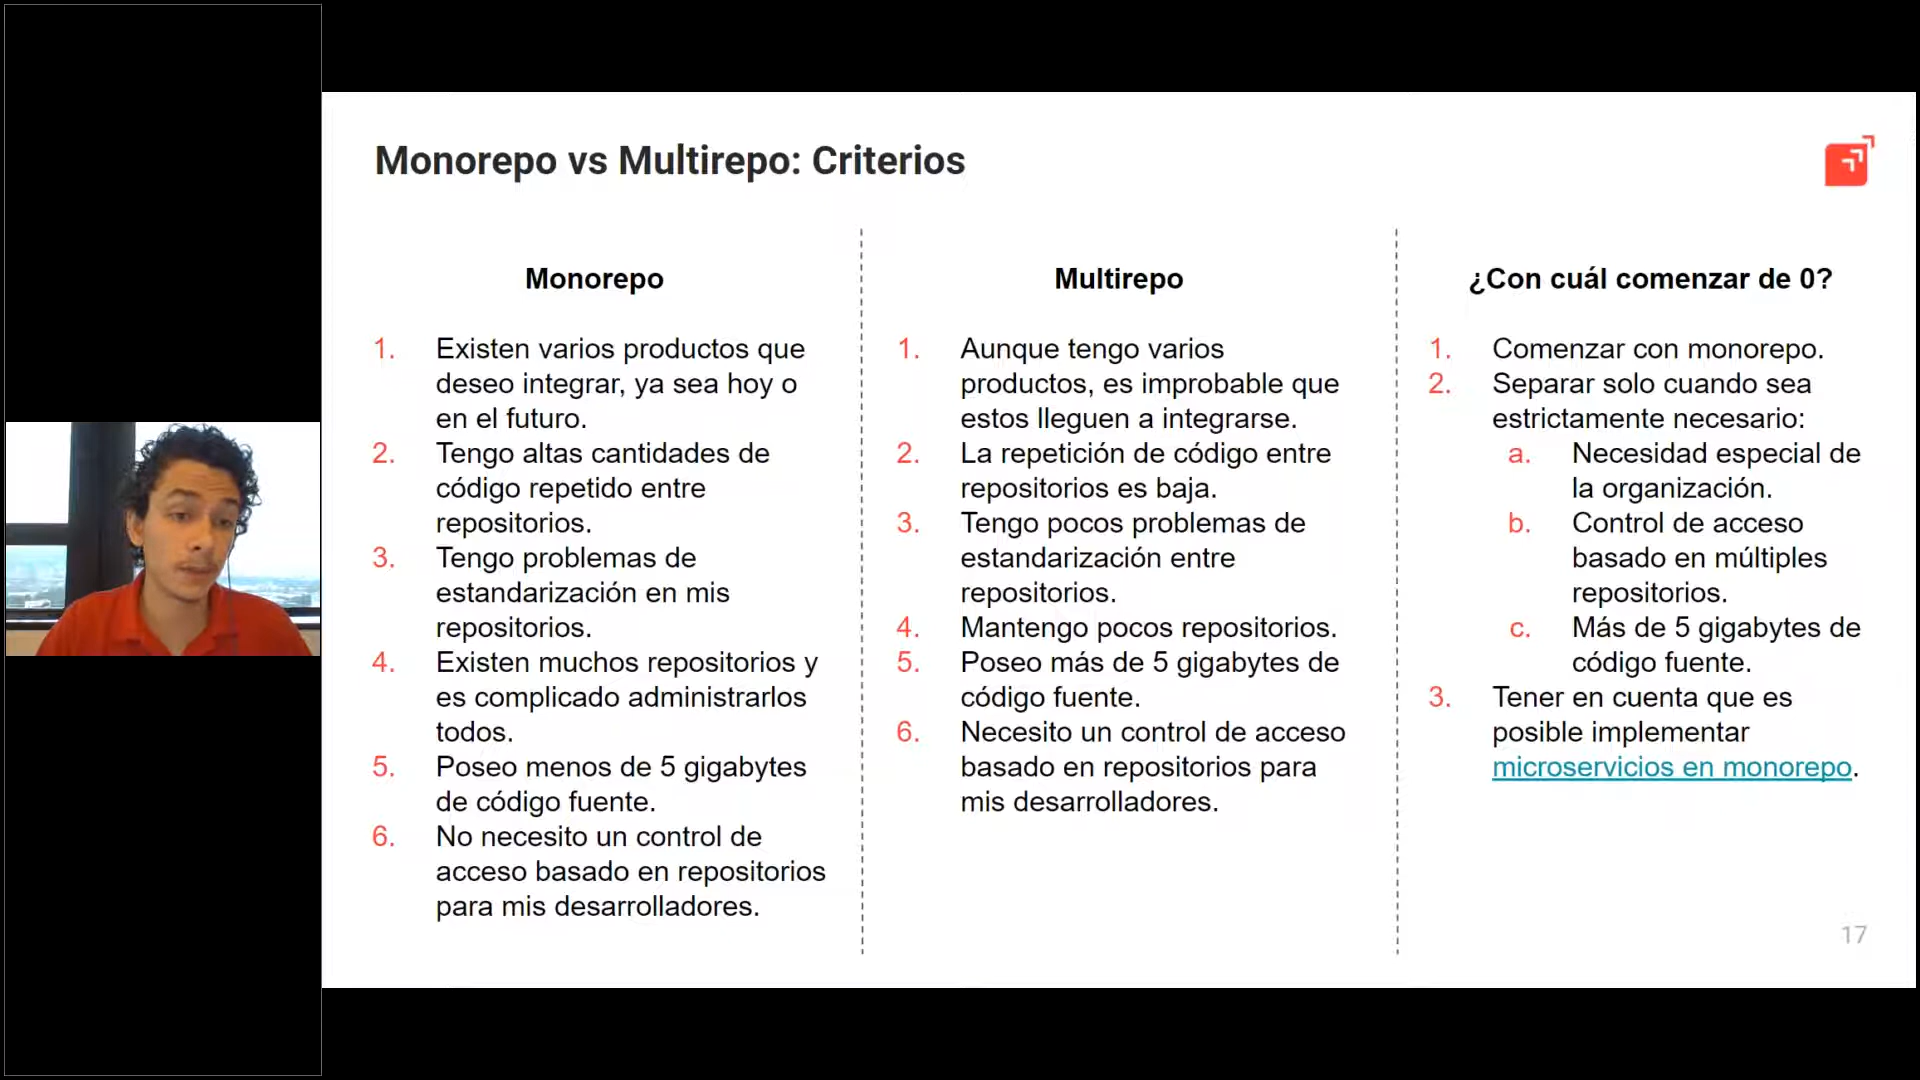 Monorepo vs Multirepo: Criterios
Monorepo
1. Existen varios productos que
deseo integrar, ya sea hoy o
en el futuro.
2. Tengo altas cantidades de
código repetido entre
repositorios.
3. Tengo problemas de
estandarización en mis
repositorios.
4. Existen muchos repositorios y
es complicado administrarlos
todos.
5. Poseo menos de 5 gigabytes
de código fuente.
6. No necesito un control de
acceso basado en repositorios
para mis desarrolladores.
Multirepo
1. Aunque tengo varios
productos, es improbable que
estos lleguen a integrarse.
2. La repetición de código entre
repositorios es baja.
3. Tengo pocos problemas de
estandarización entre
repositorios.
4. Mantengo pocos repositorios.
5. Poseo más de 5 gigabytes de
código fuente.
6. Necesito un control de acceso
basado en repositorios para
mis desarrolladores.
¿Con cuál comenzar de 0?
1. Comenzar con monorepo.
2. Separar solo cuando sea
estrictamente necesario:
a. Necesidad especial de
la organización.
b. Control de acceso
basado en múltiples
repositorios.
c. Más de 5 gigabytes de
código fuente.
3. Tener en cuenta que es
posible implementar
microservicios en monorepo.
17